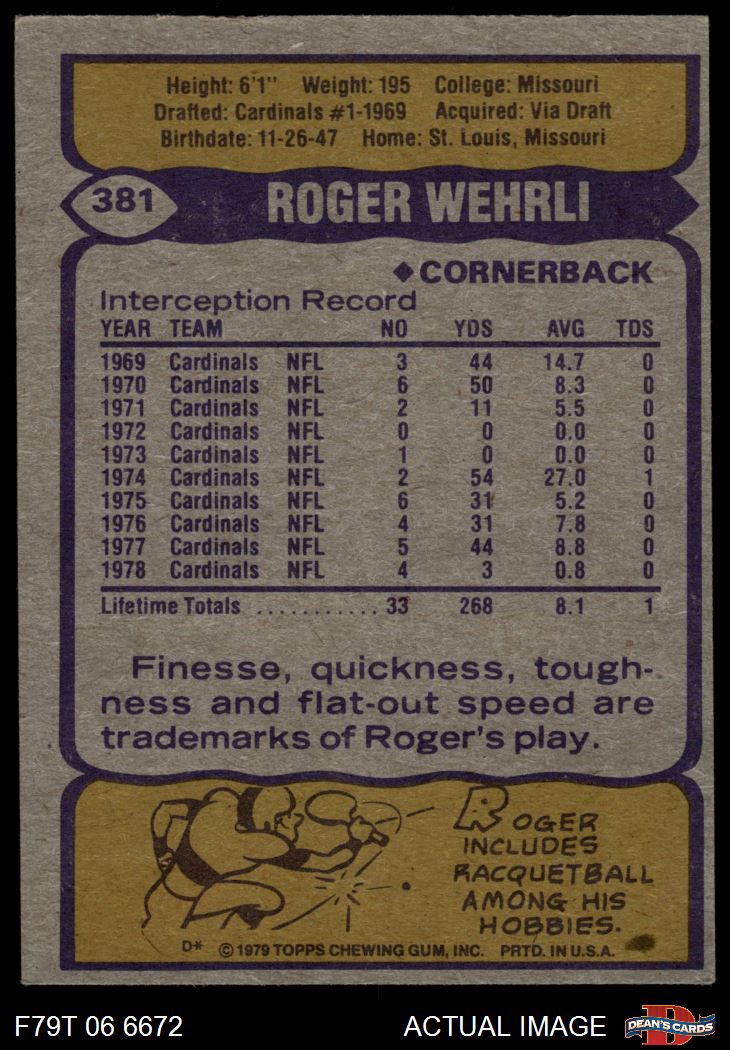 Height: 6'1" Weight: 195 College: Missouri
Drafted: Cardinals #1-1969 Acquired: Via Draft
Birthdate: 11-26-47 Home: St. Louis, Missouri
381 ROGER WEHRLI
◆CORNERBACK
Interception Record
YEAR TEAM NO YDS AVG TDS
1969 Cardinals NFL 3 44 14.7 0
1970 Cardinals NFL 6 50 8.3 0
1971 Cardinals NFL 2 11 5.5 0
1972 Cardinals NFL 0 0 0.0 0
1973 Cardinals NFL 1 0 0.0 0
1974 Cardinals NFL 2 54 27.0 1
1975 Cardinals NFL 6 31 5.2 0
1976 Cardinals NFL 4 31 7.8 0
1977 Cardinals NFL 5 44 8.8 0
1978 Cardinals NFL 4 3 0.8 0
Lifetime Totals ........... 33 268 8.1 1
Finesse, quickness, tough-
ness and flat-out speed are
trademarks of Roger's play.
ROGER
INCLUDES
RACQUETBALL
AMONG HIS
HOBBIES.
D* © 1979 TOPPS CHEWING GUM, INC. PRTD. IN U.S.A.
F79T 06 6672 ACTUAL IMAGE D DEAN'S CARDS